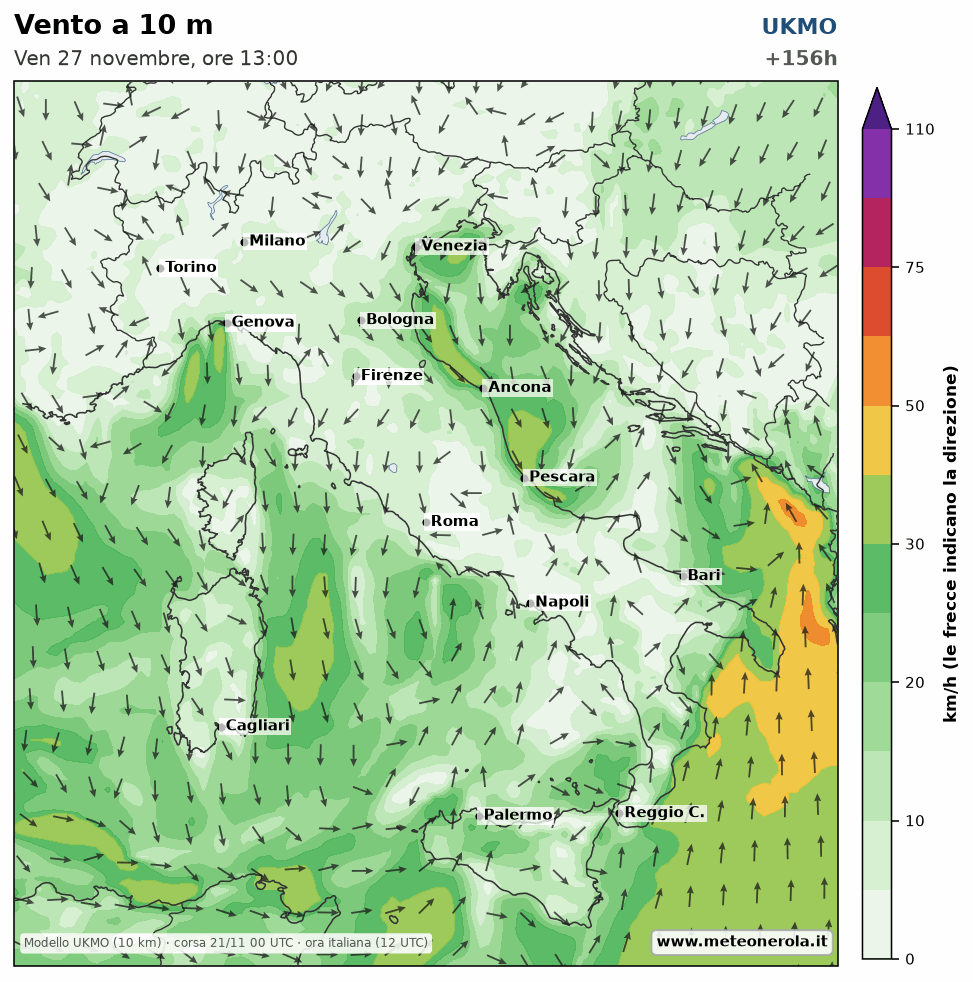 Vento a 10 m
UKMO
Ven 27 novembre, ore 13:00
+156h
110
75
50
30
20
10
0
km/h (le frecce indicano la direzione)
Venezia
Milano
Torino
Genova
Bologna
Firenze
Ancona
Pescara
Roma
Bari
Napoli
Cagliari
Palermo
Reggio C.
Modello UKMO (10 km) · corsa 21/11 00 UTC · ora italiana (12 UTC)
www.meteonerola.it